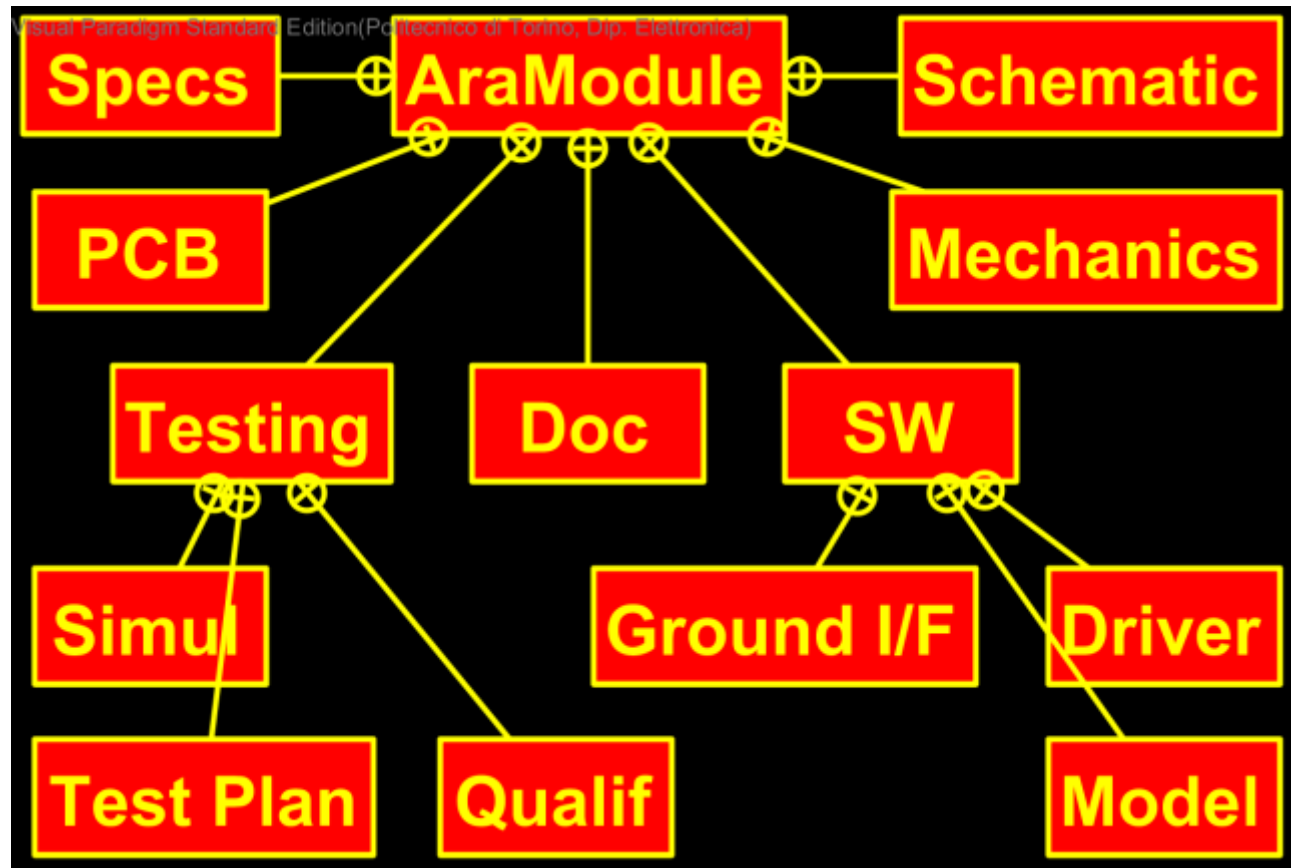 Visual Paradigm Standard Edition(Politecnico di Torino, Dip. Elettronica)
Specs
AraModule
Schematic
PCB
Mechanics
Testing
Doc
SW
Simul
Ground I/F
Driver
Test Plan
Qualif
Model